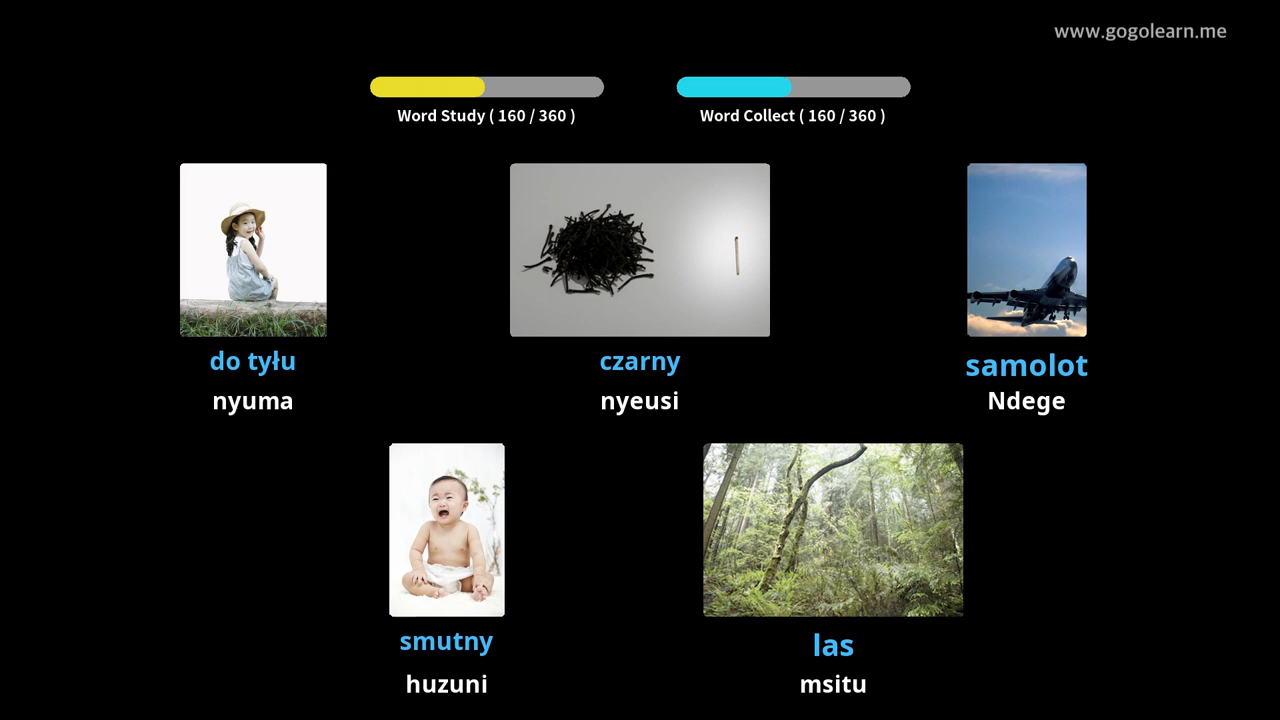 www.gogolearn.me
Word Study ( 160 / 360 )
Word Collect ( 160 / 360 )
do tyłu
nyuma
czarny
nyeusi
samolot
Ndege
smutny
huzuni
las
msitu